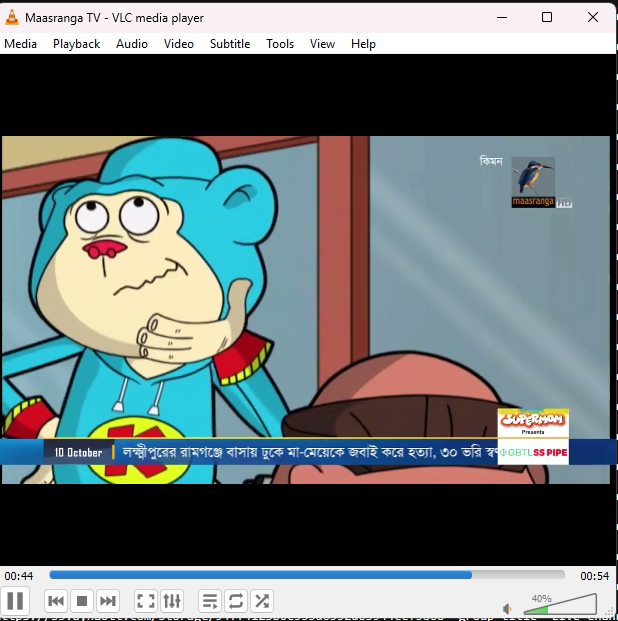 Maasranga TV - VLC media player
Media Playback Audio Video Subtitle Tools View Help
কিমন
maasranga HD
SUPERMOM
Presents
GBTL SS PIPE
10 October
লক্ষ্মীপুরের রামগঞ্জে বাসায় ঢুকে মা-মেয়েকে জবাই করে হত্যা, ৩০ ভরি
00:44
00:54
40%